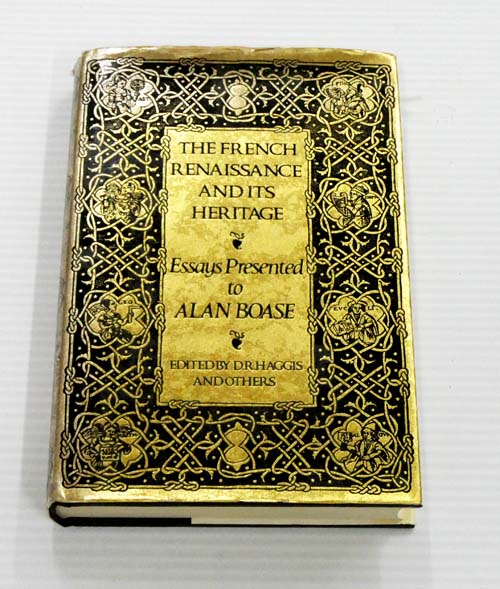 THE FRENCH
RENAISSANCE
AND ITS
HERITAGE
Essays Presented
to
ALAN BOASE
EDITED BY D.R.HAGGIS
AND OTHERS